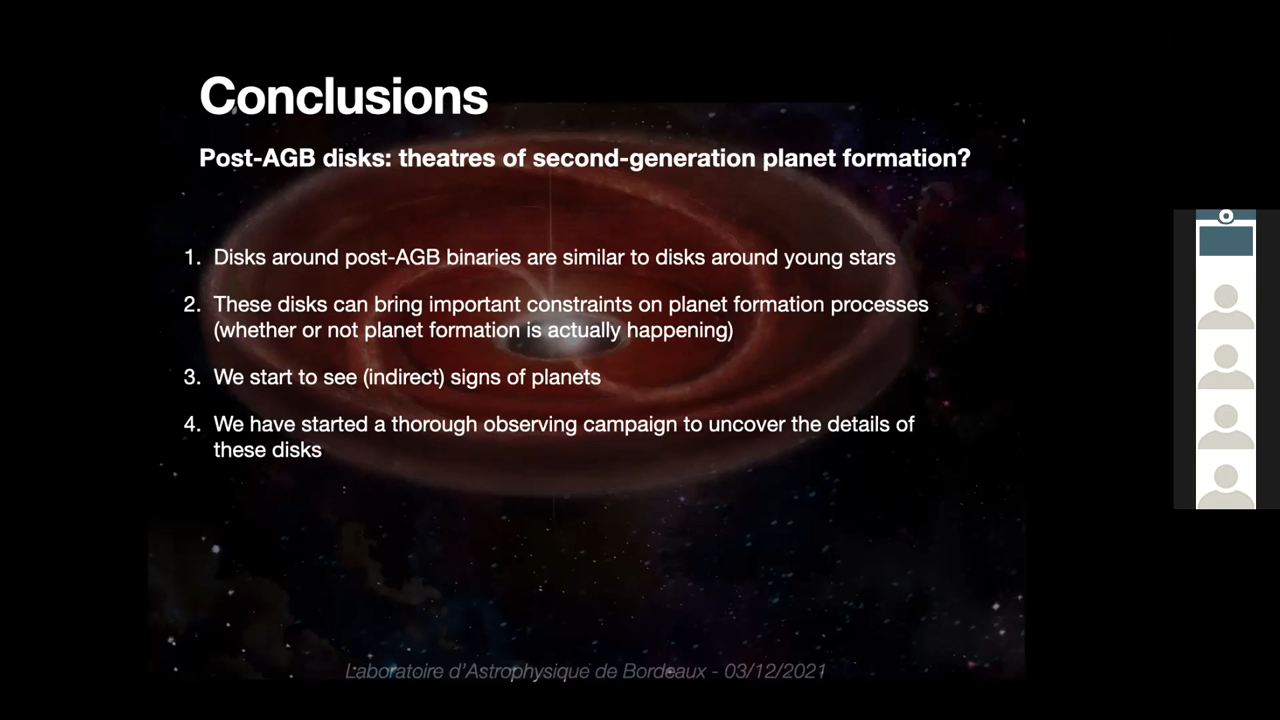 Conclusions
Post-AGB disks: theatres of second-generation planet formation?
1. Disks around post-AGB binaries are similar to disks around young stars
2. These disks can bring important constraints on planet formation processes
(whether or not planet formation is actually happening)
3. We start to see (indirect) signs of planets
4. We have started a thorough observing campaign to uncover the details of
these disks
Laboratoire d'Astrophysique de Bordeaux - 03/12/2021